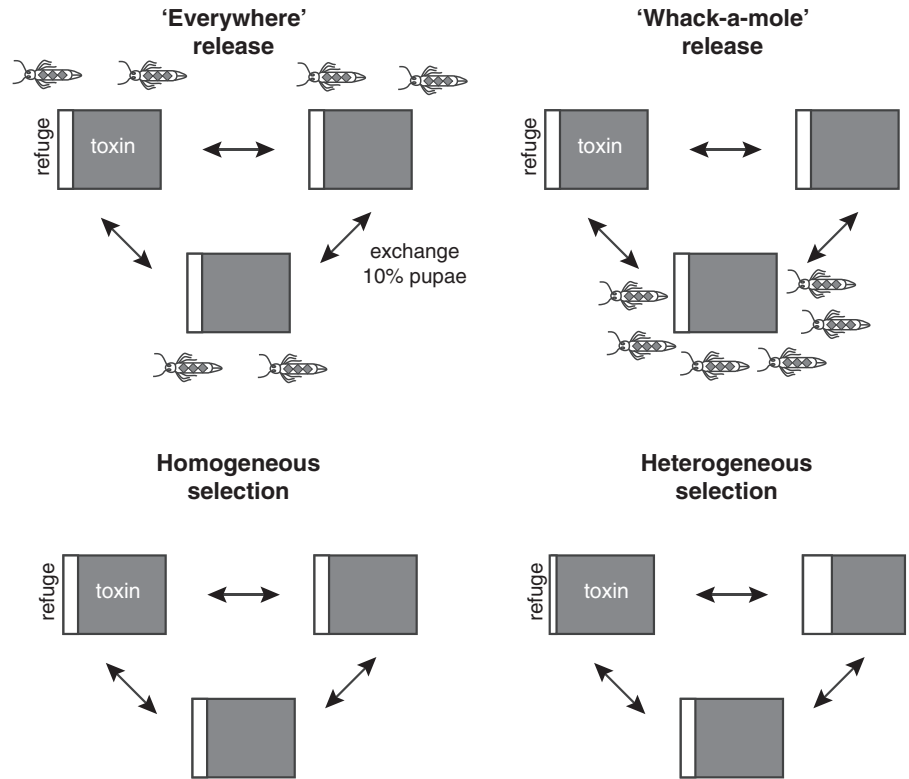 ‘Everywhere’
release
refuge
toxin
exchange
10% pupae
‘Whack-a-mole’
release
refuge
toxin
Homogeneous
selection
refuge
toxin
Heterogeneous
selection
refuge
toxin